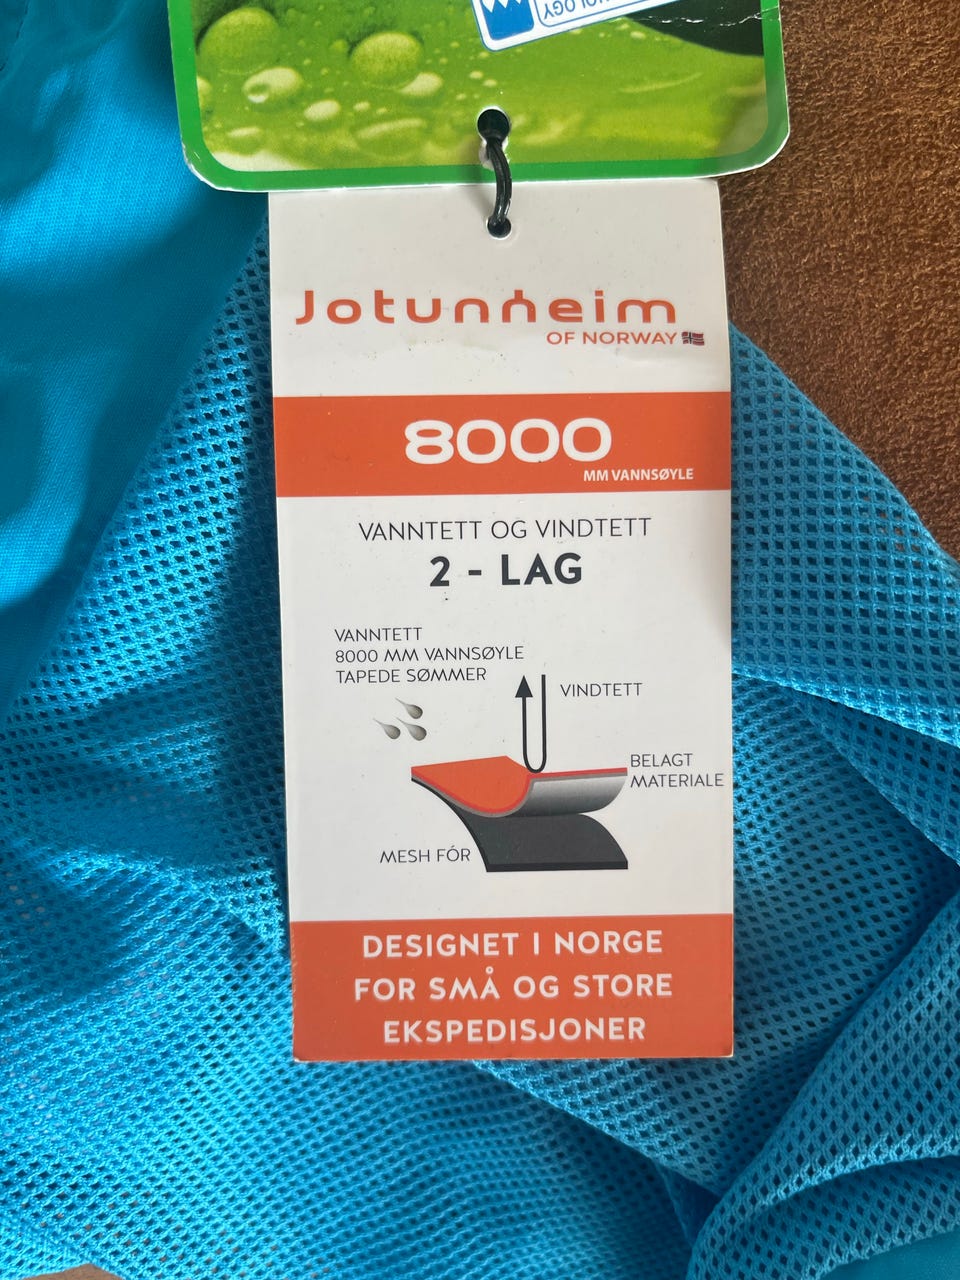 OLOGY
Jotunheim
OF NORWAY
8000
MM VANNSØYLE
VANNTETT OG VINDTETT
2 - LAG
VANNTETT
8000 MM VANNSØYLE
TAPEDE SØMMER
VINDTETT
BELAGT
MATERIALE
MESH FÓR
DESIGNET I NORGE
FOR SMÅ OG STORE
EKSPEDISJONER